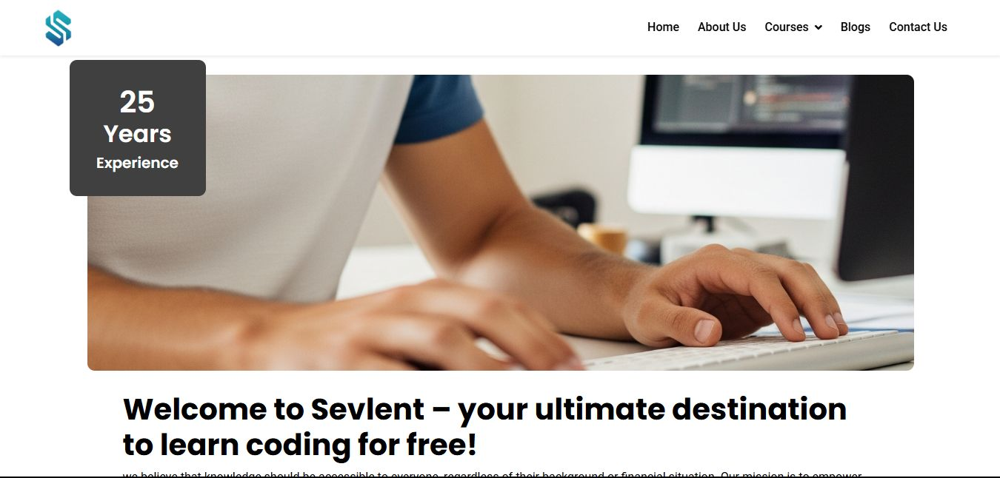 Home About Us Courses Blogs Contact Us
25
Years
Experience
Welcome to Sevlent – your ultimate destination
to learn coding for free!
we believe that knowledge should be accessible to everyone, regardless of their background or financial situation. Our mission is to empower